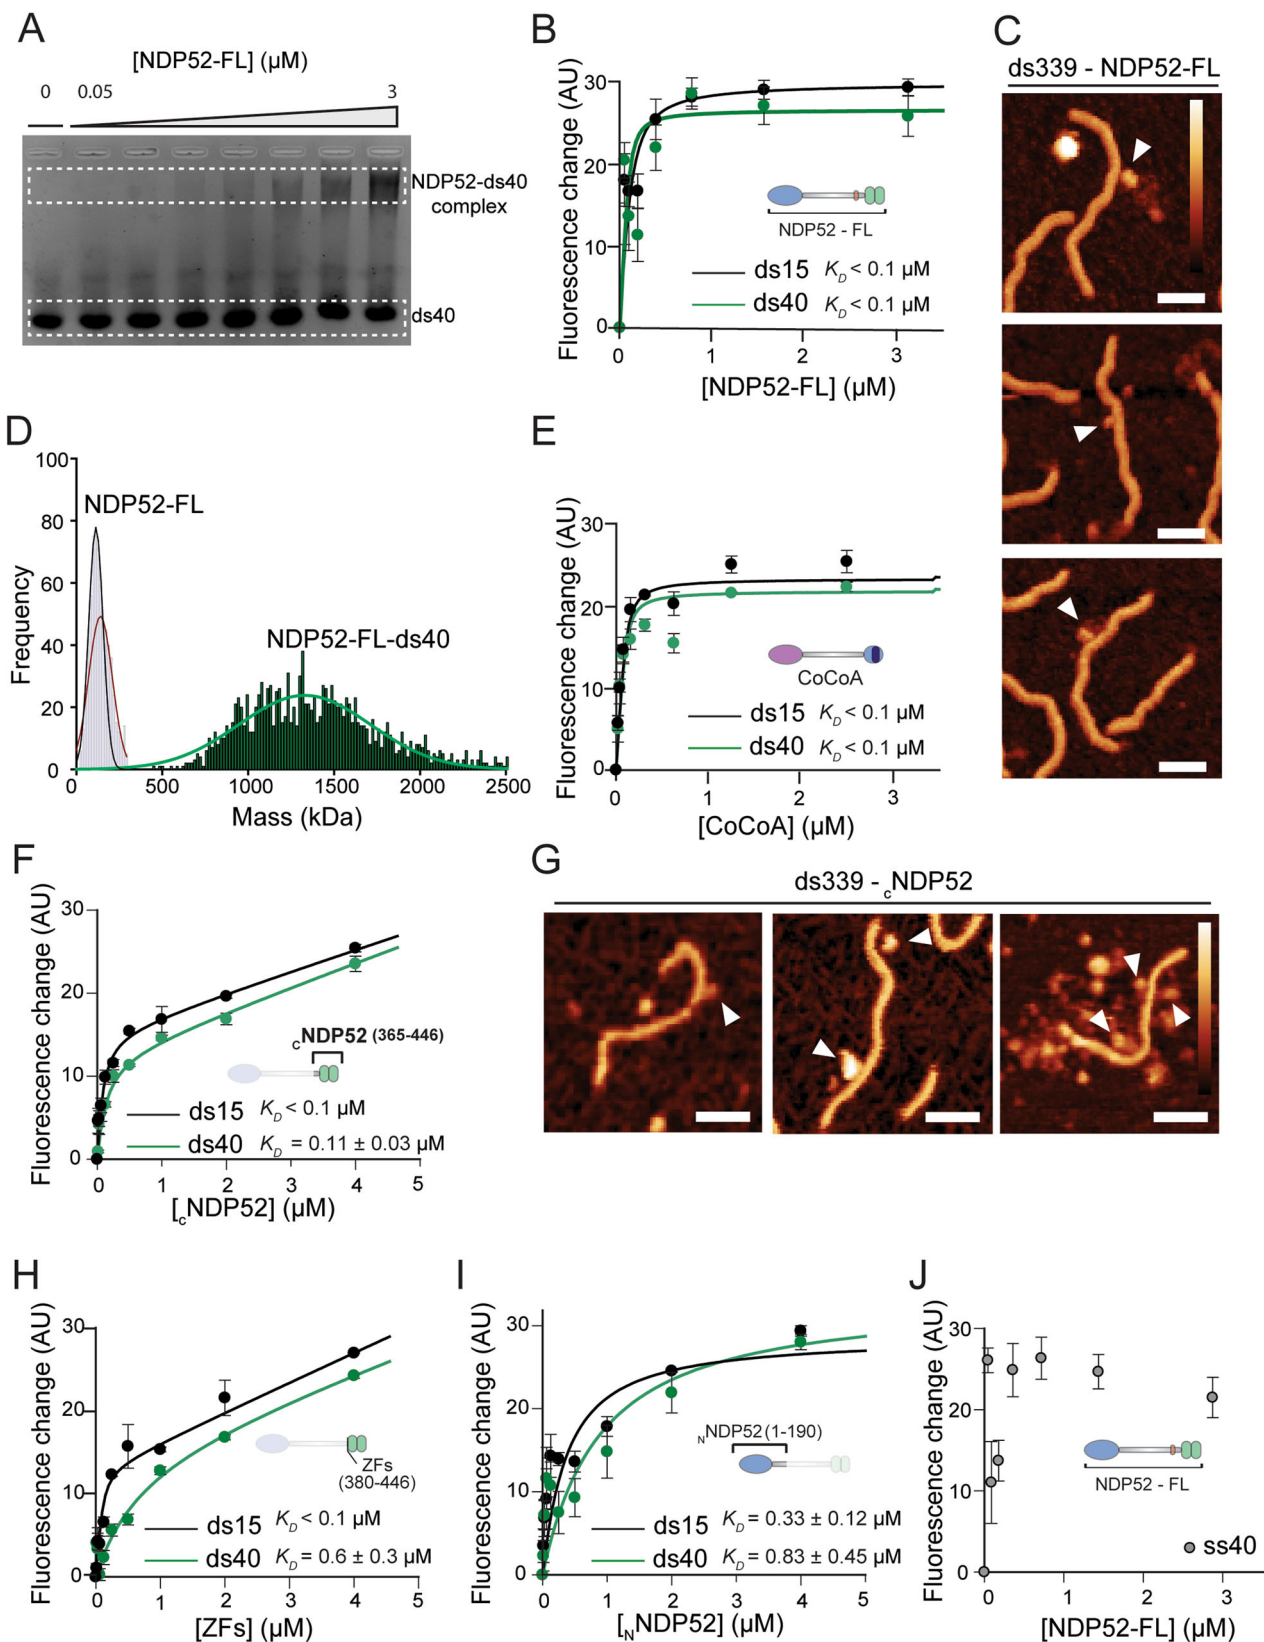 A
[NDP52-FL] (µM)
0 0.05 3
NDP52-ds40
complex
ds40
B
Fluorescence change (AU)
30
20
10
0
NDP52 - FL
ds15 K_D < 0.1 µM
ds40 K_D < 0.1 µM
0 1 2 3
[NDP52-FL] (µM)
C
ds339 - NDP52-FL
D
Frequency
100
80
60
40
20
0
NDP52-FL
NDP52-FL-ds40
0 500 1000 1500 2000 2500
Mass (kDa)
E
Fluorescence change (AU)
30
20
10
0
CoCoA
ds15 K_D < 0.1 µM
ds40 K_D < 0.1 µM
0 1 2 3
[CoCoA] (µM)
F
Fluorescence change (AU)
30
20
10
0
cNDP52 (365-446)
ds15 K_D < 0.1 µM
ds40 K_D = 0.11 ± 0.03 µM
0 1 2 3 4 5
[cNDP52] (µM)
G
ds339 - cNDP52
H
Fluorescence change (AU)
30
20
10
0
ZFs
(380-446)
ds15 K_D < 0.1 µM
ds40 K_D = 0.6 ± 0.3 µM
0 1 2 3 4 5
[ZFs] (µM)
I
Fluorescence change (AU)
30
20
10
0
NNDP52 (1-190)
ds15 K_D = 0.33 ± 0.12 µM
ds40 K_D = 0.83 ± 0.45 µM
0 1 2 3 4 5
[NNDP52] (µM)
J
Fluorescence change (AU)
30
20
10
0
NDP52 - FL
ss40
0 1 2 3
[NDP52-FL] (µM)